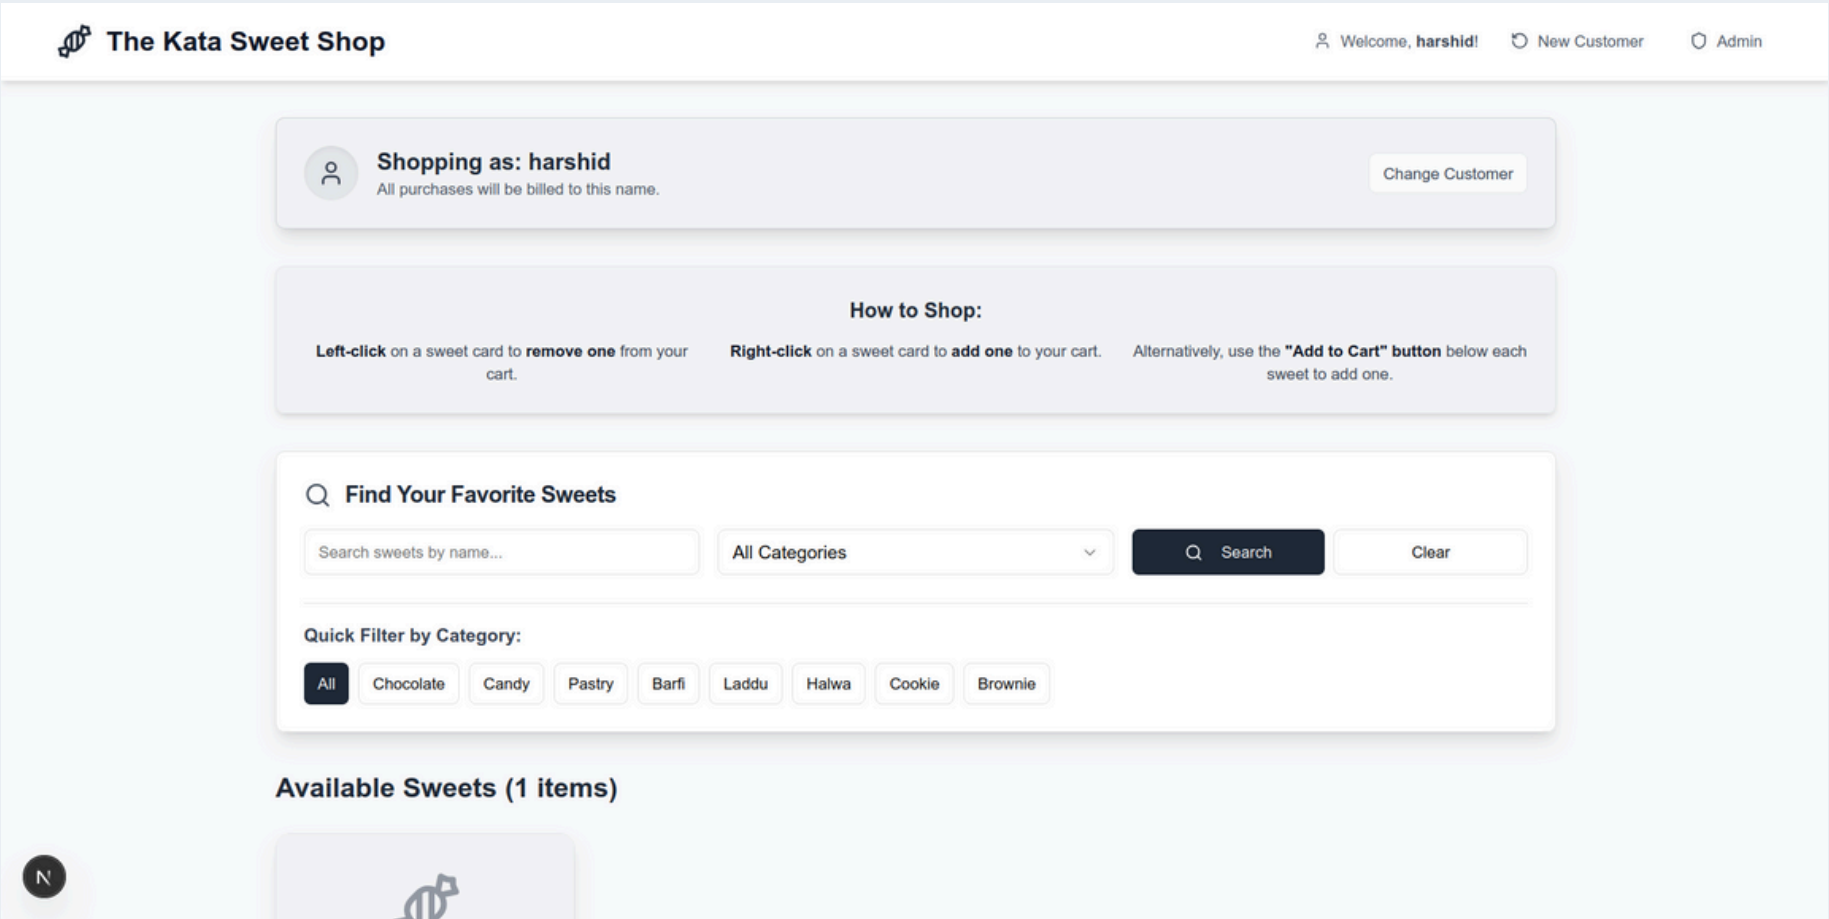 The Kata Sweet Shop
Welcome, harshid!
New Customer
Admin
Shopping as: harshid
All purchases will be billed to this name.
Change Customer
How to Shop:
Left-click on a sweet card to remove one from your
cart.
Right-click on a sweet card to add one to your cart.
Alternatively, use the "Add to Cart" button below each
sweet to add one.
Find Your Favorite Sweets
Search sweets by name...
All Categories
Search
Clear
Quick Filter by Category:
All
Chocolate
Candy
Pastry
Barfi
Laddu
Halwa
Cookie
Brownie
Available Sweets (1 items)
N